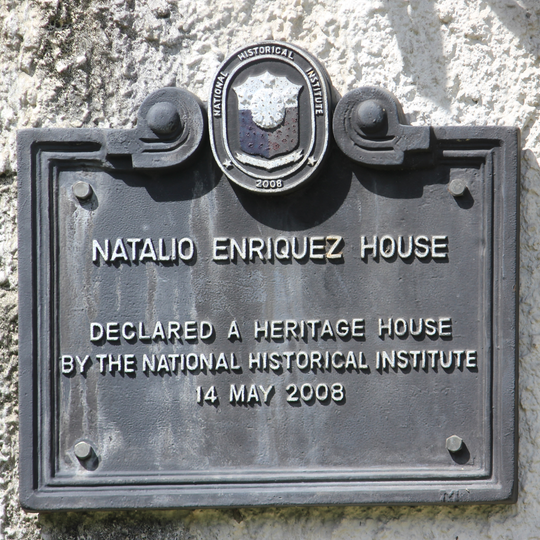 NATIONAL HISTORICAL INSTITUTE
2008
NATALIO ENRIQUEZ HOUSE
DECLARED A HERITAGE HOUSE
BY THE NATIONAL HISTORICAL INSTITUTE
14 MAY 2008